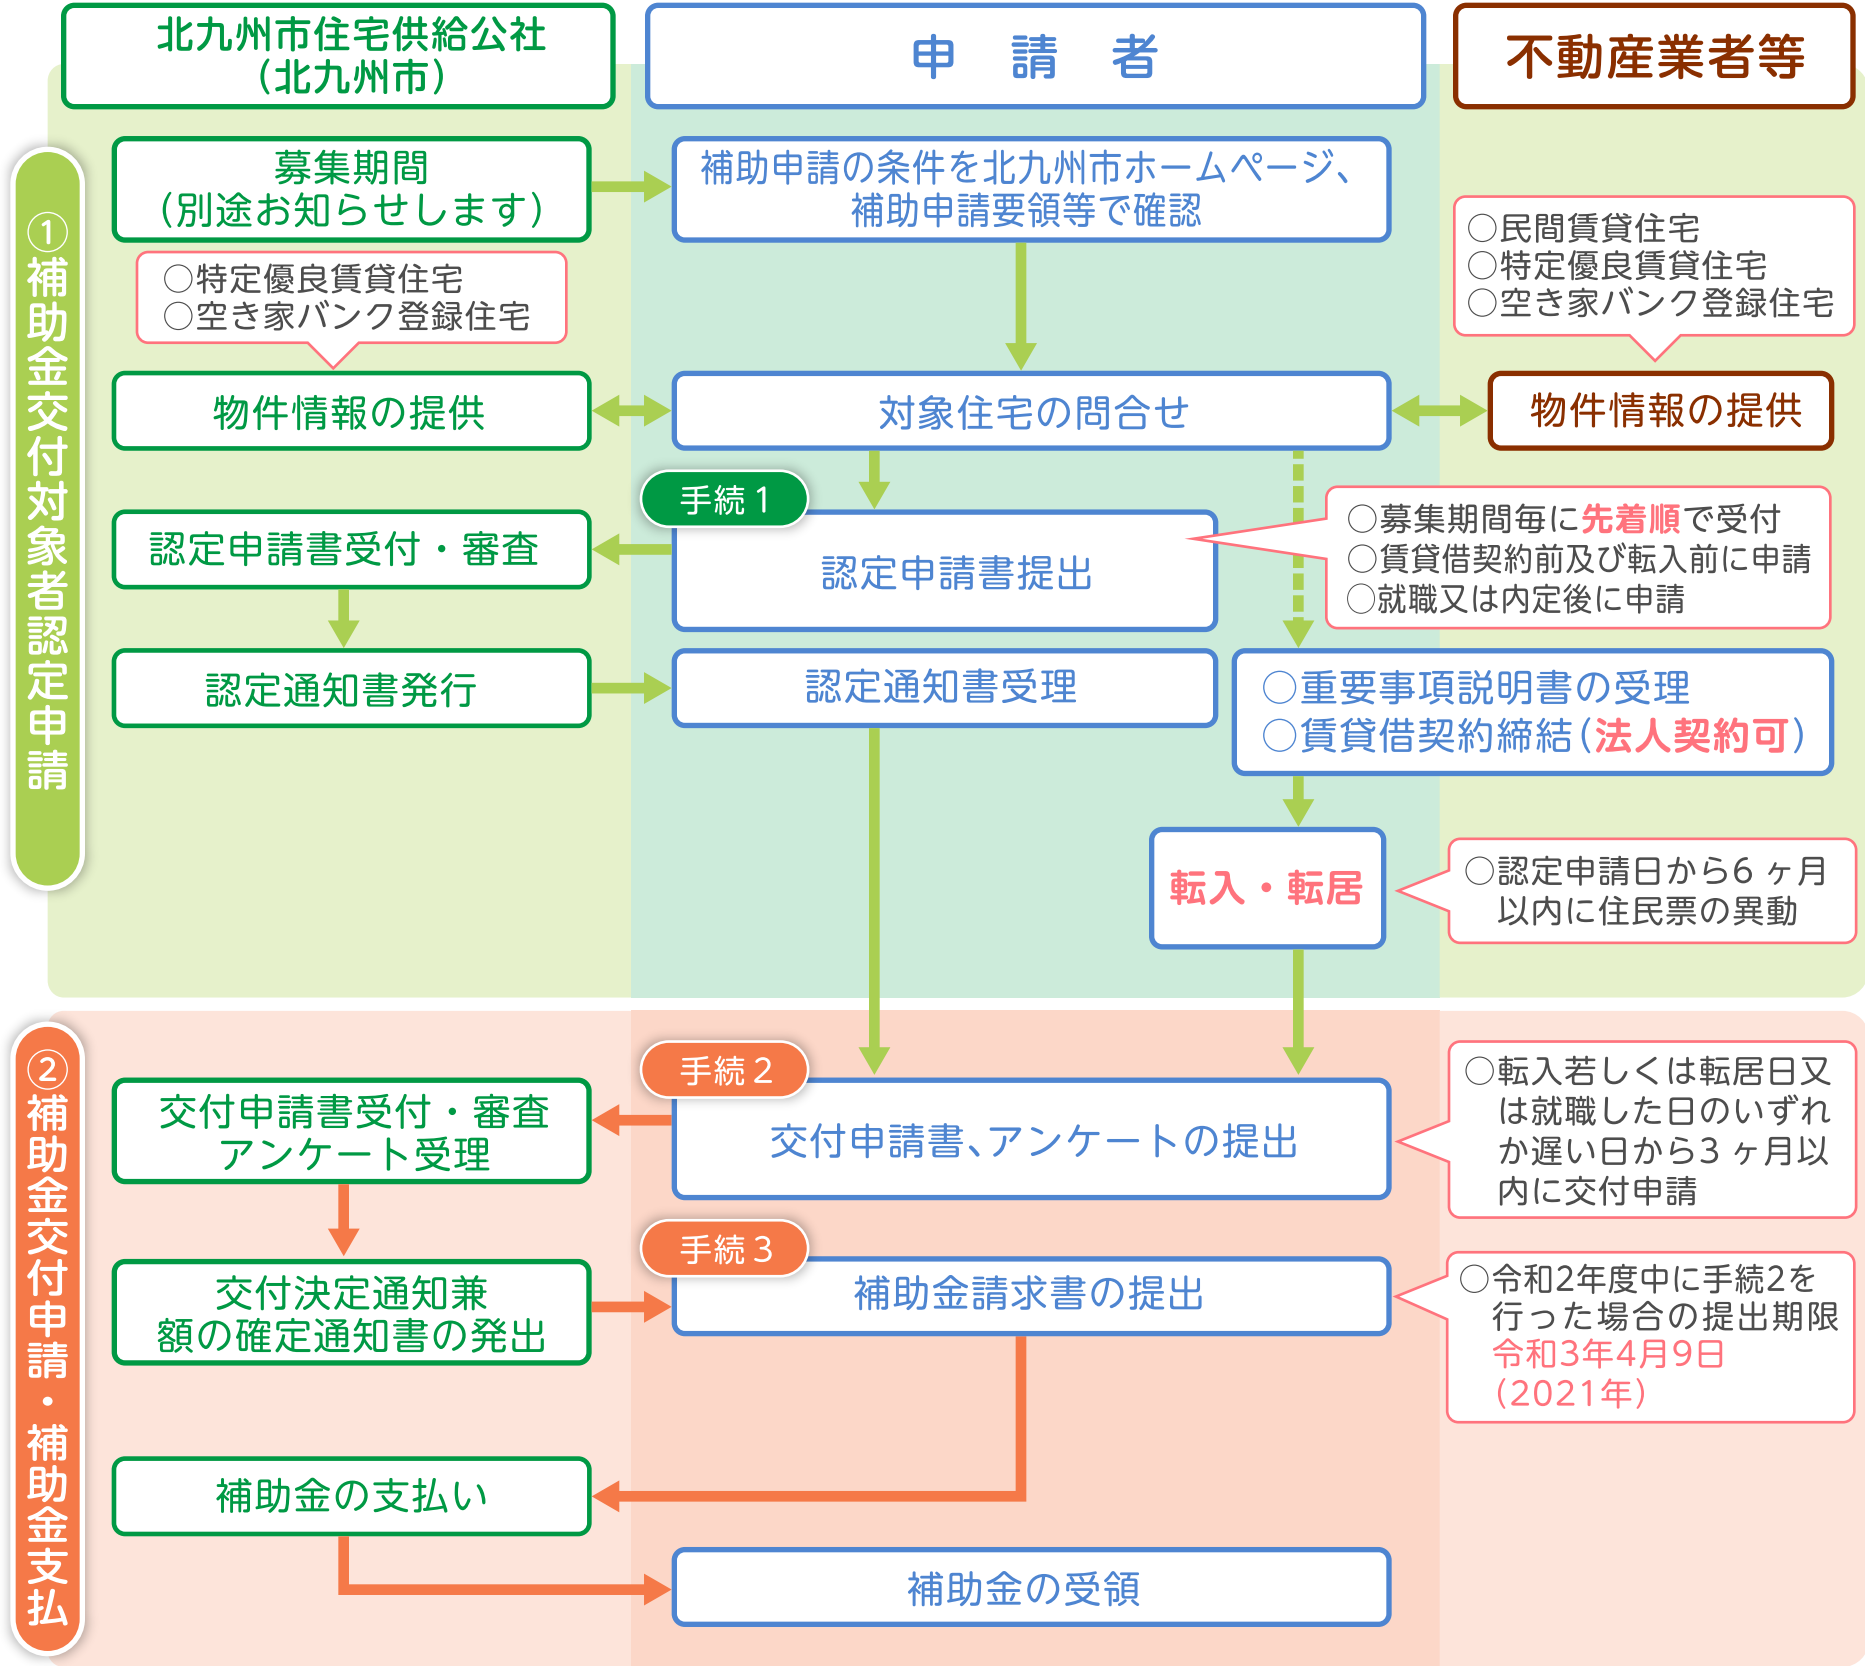 北九州市住宅供給公社
（北九州市）
申 請 者
不動産業者等
①補助金交付対象者認定申請
募集期間
（別途お知らせします）
補助申請の条件を北九州市ホームページ、
補助申請要領等で確認
○特定優良賃貸住宅
○空き家バンク登録住宅
○民間賃貸住宅
○特定優良賃貸住宅
○空き家バンク登録住宅
物件情報の提供
対象住宅の問合せ
物件情報の提供
手続1
認定申請書受付・審査
認定申請書提出
○募集期間毎に先着順で受付
○賃貸借契約前及び転入前に申請
○就職又は内定後に申請
認定通知書発行
認定通知書受理
○重要事項説明書の受理
○賃貸借契約締結（法人契約可）
転入・転居
○認定申請日から6ヶ月
以内に住民票の異動
②補助金交付申請・補助金支払
手続2
交付申請書受付・審査
アンケート受理
交付申請書、アンケートの提出
○転入若しくは転居日又
は就職した日のいずれ
か遅い日から3ヶ月以
内に交付申請
手続3
交付決定通知兼
額の確定通知書の発出
補助金請求書の提出
○令和2年度中に手続2を
行った場合の提出期限
令和3年4月9日
（2021年）
補助金の支払い
補助金の受領